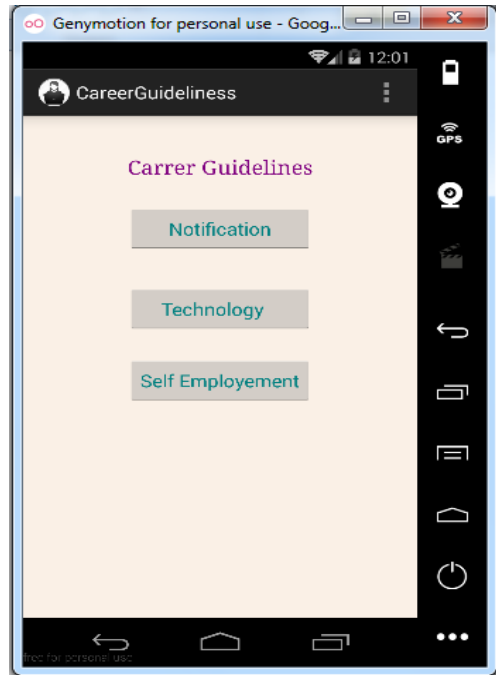 Genymotion for personal use - Goog...
12:01
CareerGuideliness
GPS
Carrer Guidelines
Notification
Technology
Self Employement
free for personal use